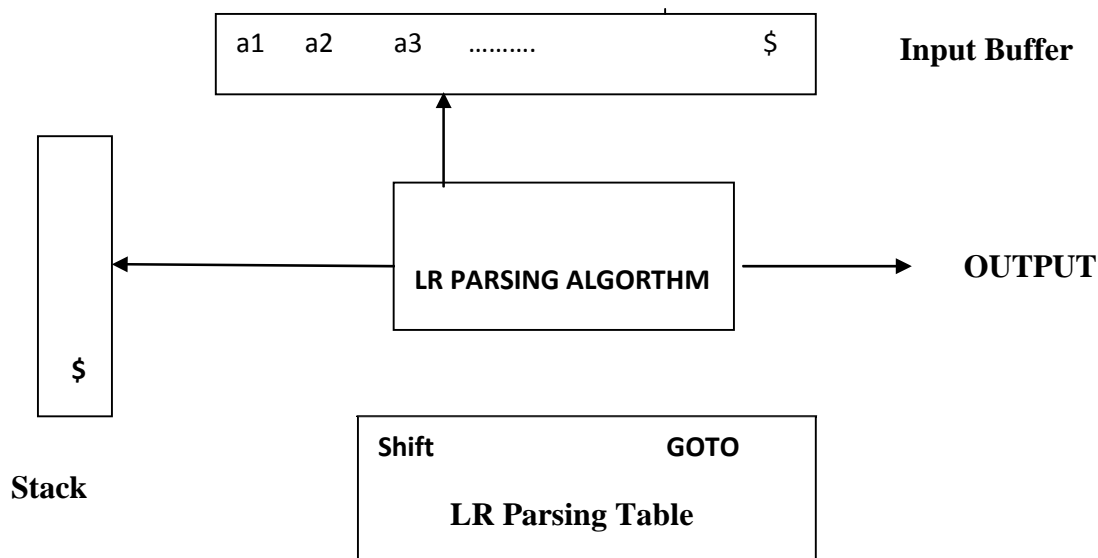 a1 a2 a3 ………. $ Input Buffer
LR PARSING ALGORTHM
OUTPUT
$
Stack
Shift GOTO
LR Parsing Table